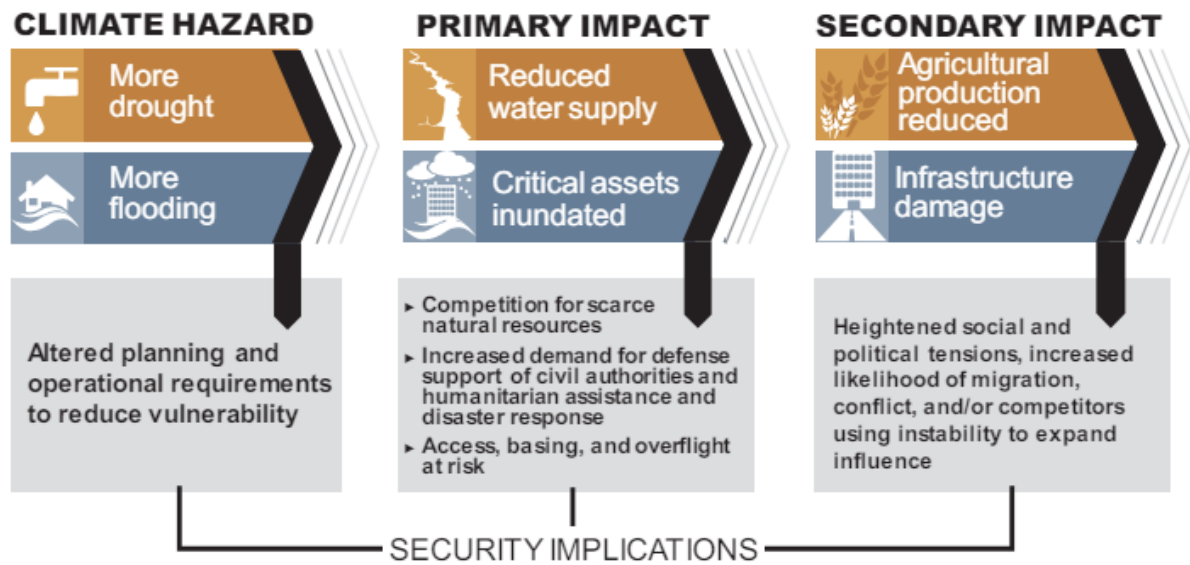 CLIMATE HAZARD
More
drought
More
flooding
Altered planning and
operational requirements
to reduce vulnerability
PRIMARY IMPACT
Reduced
water supply
Critical assets
inundated
▸ Competition for scarce
natural resources
▸ Increased demand for defense
support of civil authorities and
humanitarian assistance and
disaster response
▸ Access, basing, and overflight
at risk
SECONDARY IMPACT
Agricultural
production
reduced
Infrastructure
damage
Heightened social and
political tensions, increased
likelihood of migration,
conflict, and/or competitors
using instability to expand
influence
SECURITY IMPLICATIONS